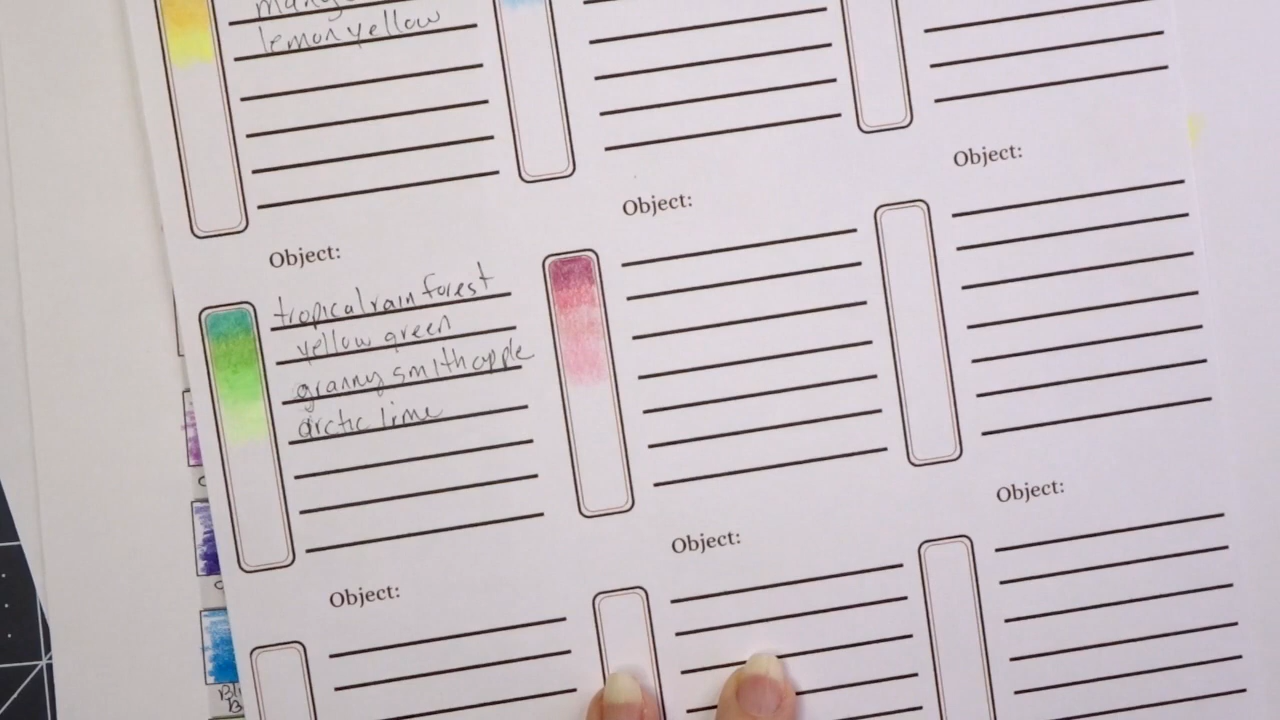 lemon yellow
Object:
Object:
Object:
tropical rain forest
yellow green
granny smith apple
arctic lime
Object:
Object:
Object: